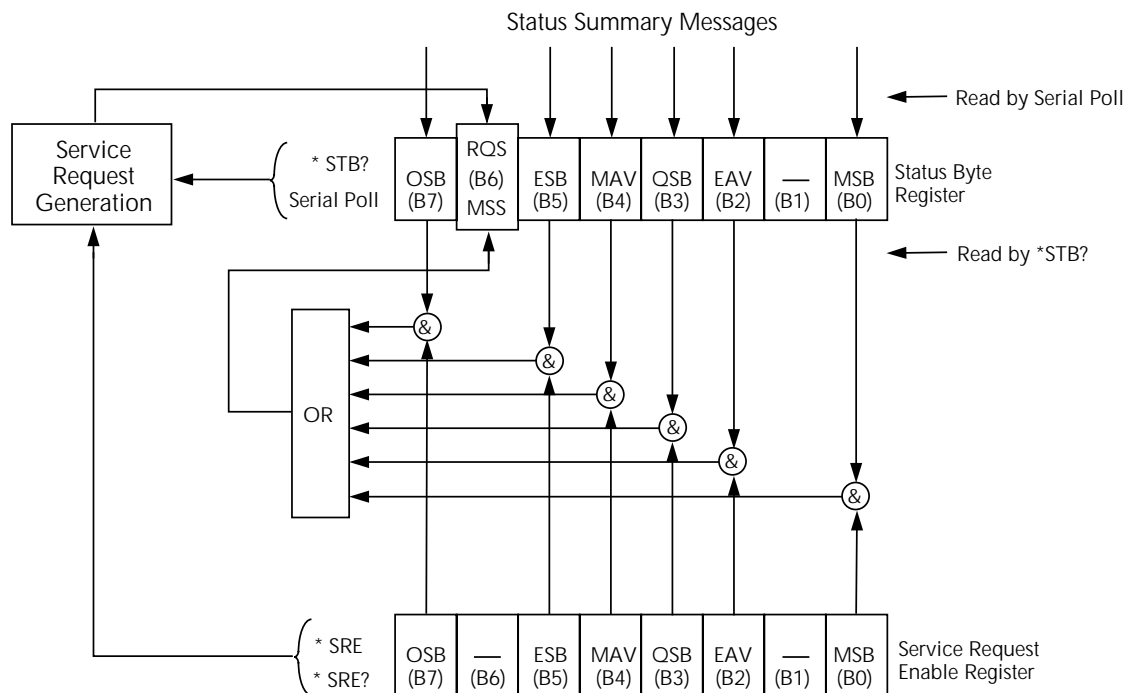 Status Summary Messages
Read by Serial Poll
Service
Request
Generation
* STB?
Serial Poll
OSB
(B7)
RQS
(B6)
MSS
ESB
(B5)
MAV
(B4)
QSB
(B3)
EAV
(B2)
—
(B1)
MSB
(B0)
Status Byte
Register
Read by *STB?
&
&
&
&
&
&
OR
* SRE
* SRE?
OSB
(B7)
—
(B6)
ESB
(B5)
MAV
(B4)
QSB
(B3)
EAV
(B2)
—
(B1)
MSB
(B0)
Service Request
Enable Register